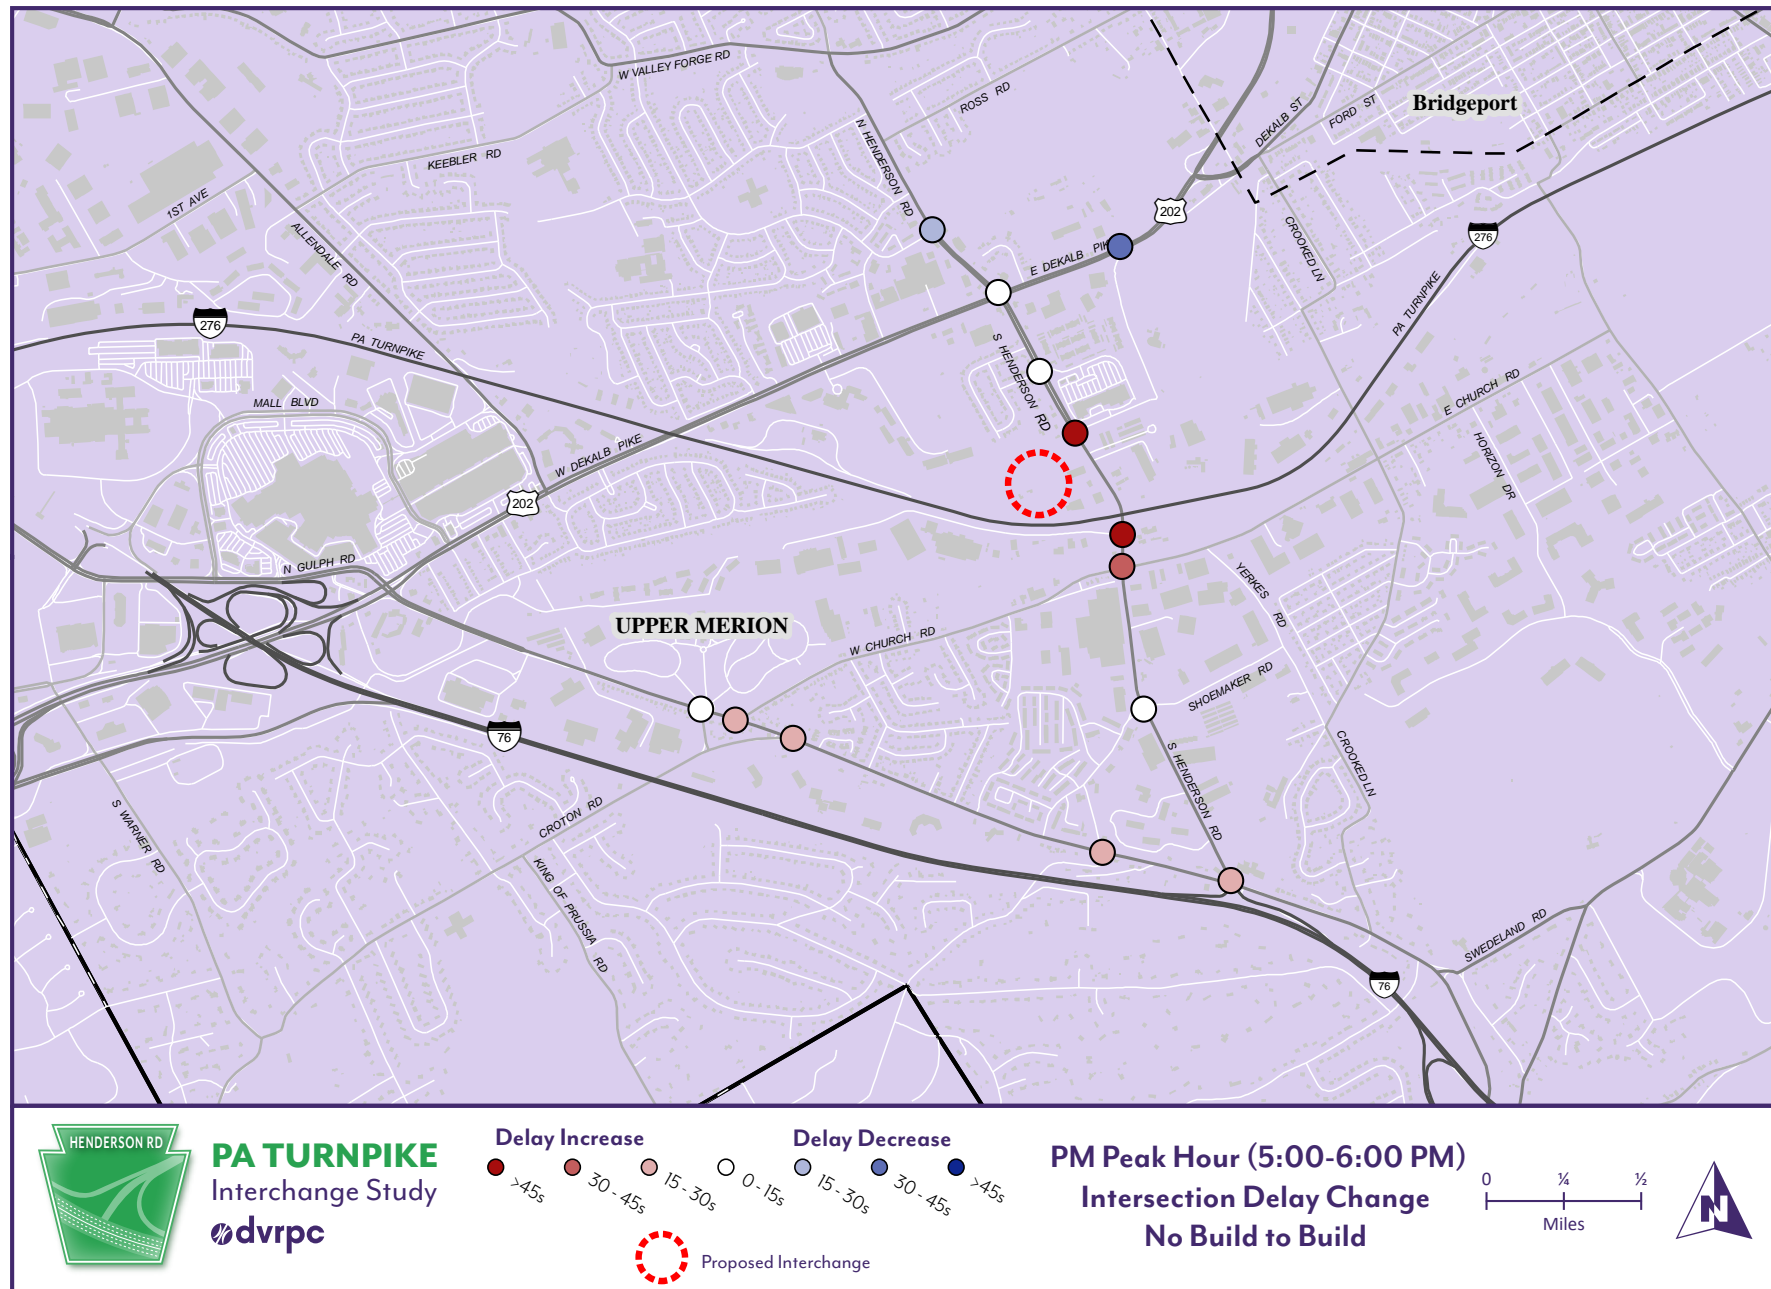 W VALLEY FORGE RD
ROSS RD
Bridgeport
FORD ST
DEKALB ST
N HENDERSON RD
KEEBLER RD
1ST AVE
ALLENDALE RD
202
CROOKED LN
276
E DEKALB PIK
276
PA TURNPIKE
PA TURNPIKE
S HENDERSON RD
MALL BLVD
E CHURCH RD
W DEKALB PIKE
HORIZON DR
202
N GULPH RD
YERKES RD
UPPER MERION
W CHURCH RD
SHOEMAKER RD
76
S HENDERSON RD
CROOKED LN
S WARNER RD
CROTON RD
KING OF PRUSSIA RD
SWEDELAND RD
76
HENDERSON RD
PA TURNPIKE
Interchange Study
dvrpc
Delay Increase
Delay Decrease
>45s
30 - 45s
15 - 30s
0 - 15s
15 - 30s
30 - 45s
>45s
Proposed Interchange
PM Peak Hour (5:00-6:00 PM)
Intersection Delay Change
No Build to Build
0 ¼ ½
Miles
N